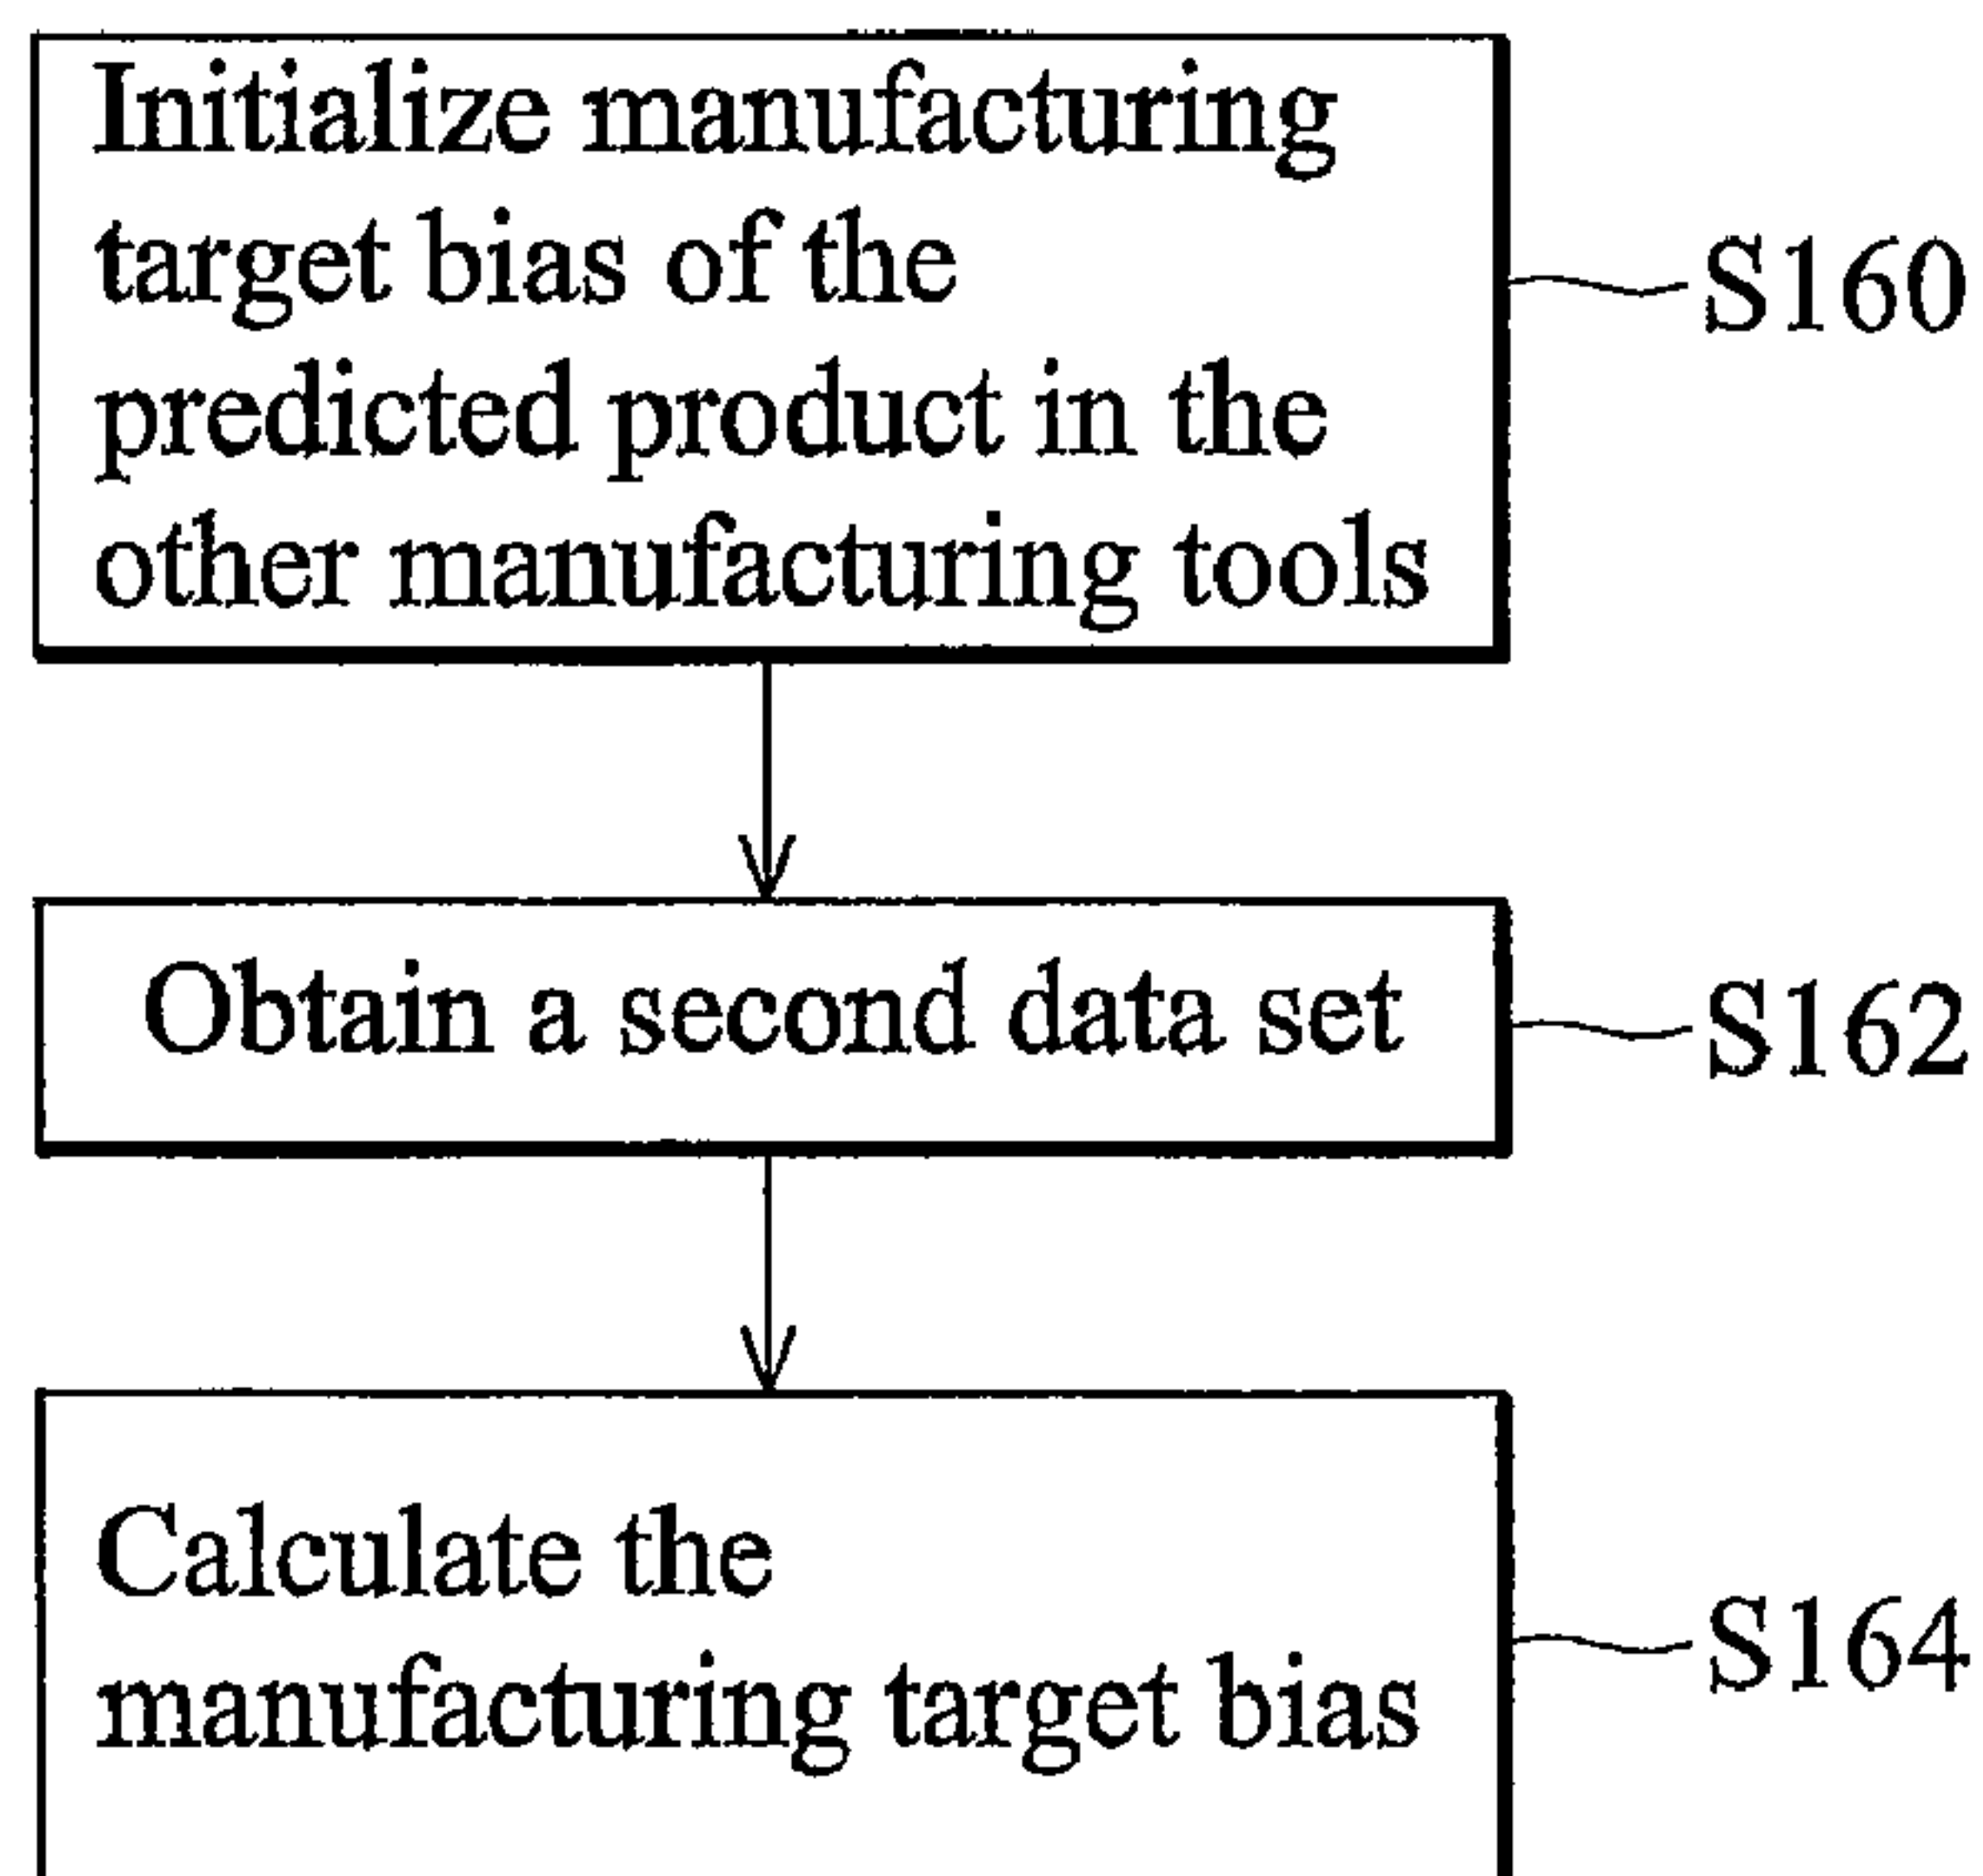 Initialize manufacturing
target bias of the
predicted product in the
other manufacturing tools
S160
Obtain a second data set
S162
Calculate the
manufacturing target bias
S164